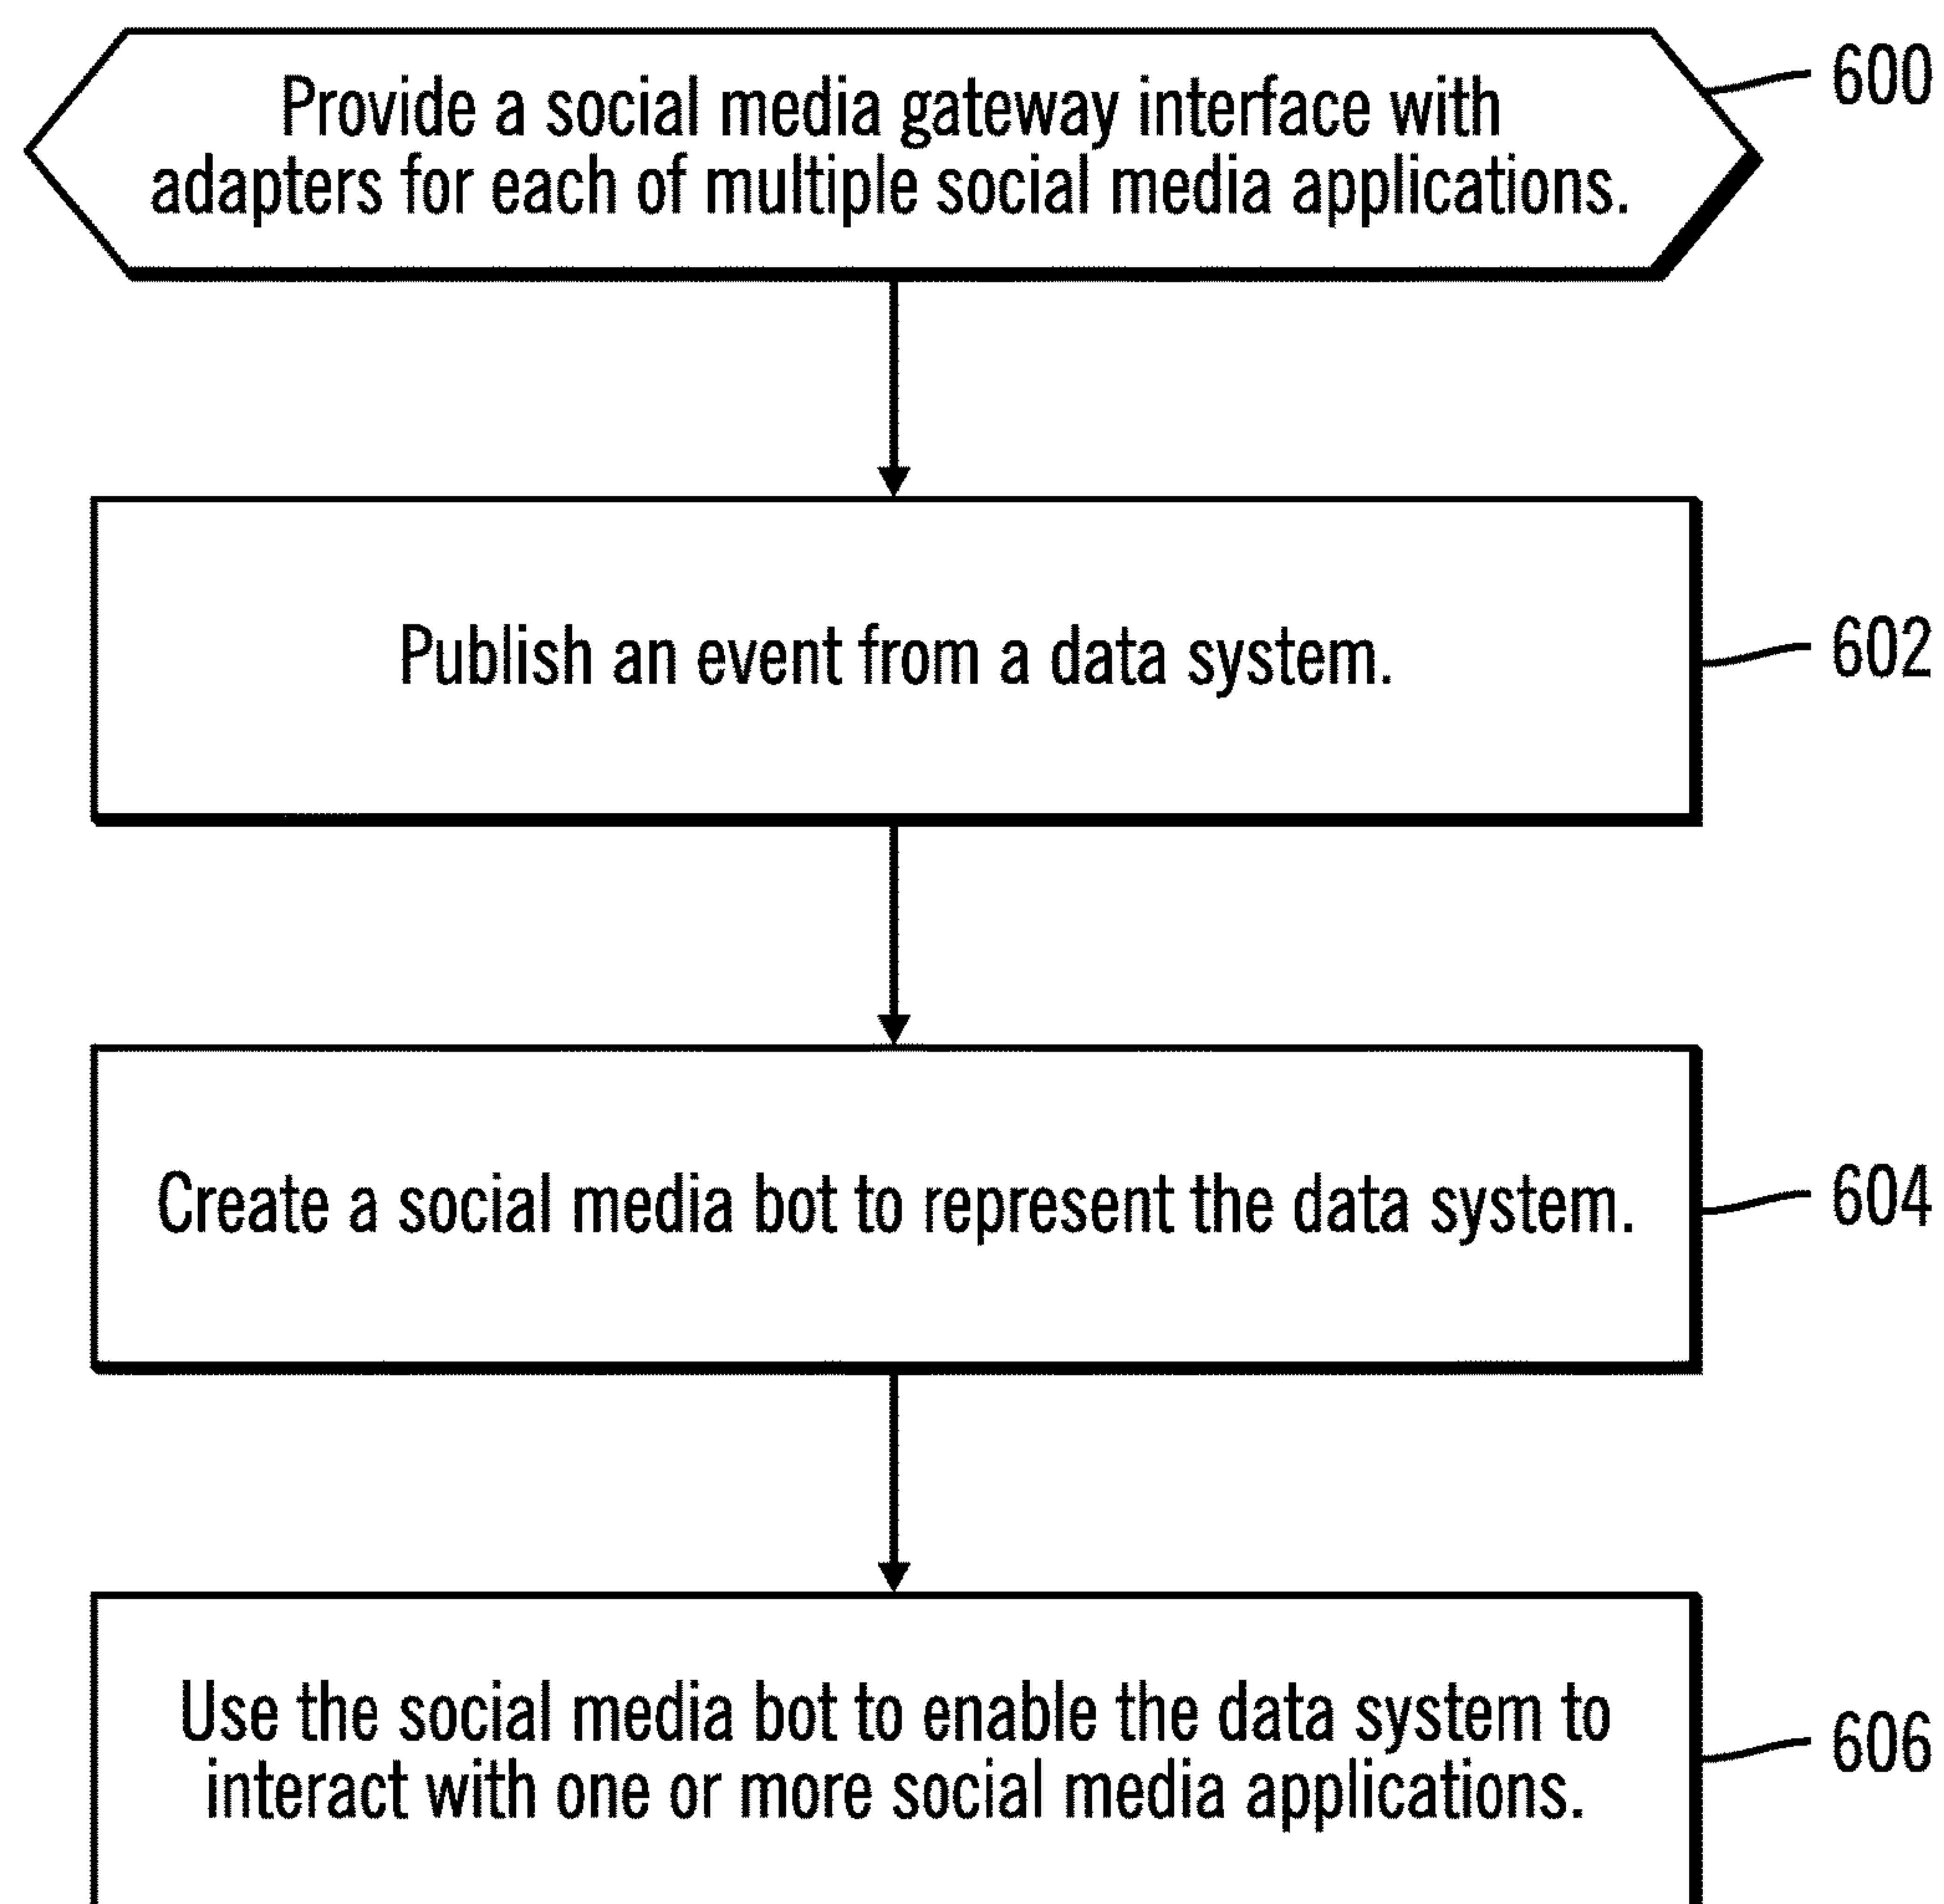 Provide a social media gateway interface with
adapters for each of multiple social media applications.
600
Publish an event from a data system.
602
Create a social media bot to represent the data system.
604
Use the social media bot to enable the data system to
interact with one or more social media applications.
606